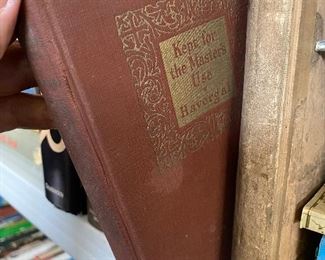 Kept for
the Master's
Use
Havergal